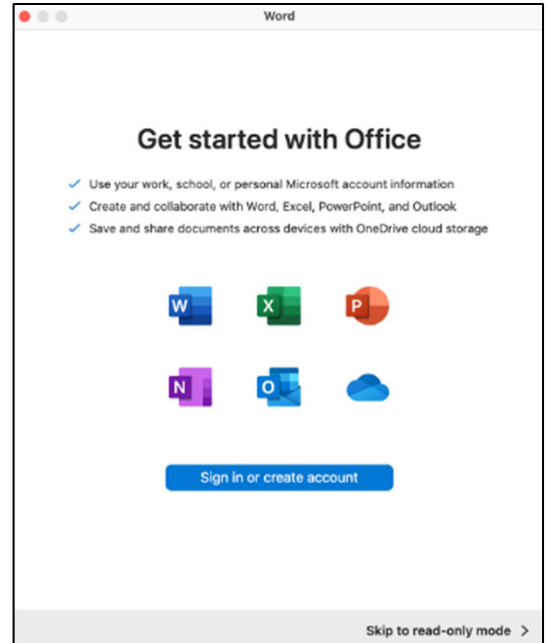 Word
Get started with Office
Use your work, school, or personal Microsoft account information
Create and collaborate with Word, Excel, PowerPoint, and Outlook
Save and share documents across devices with OneDrive cloud storage
W X P
N O
Sign in or create account
Skip to read-only mode >